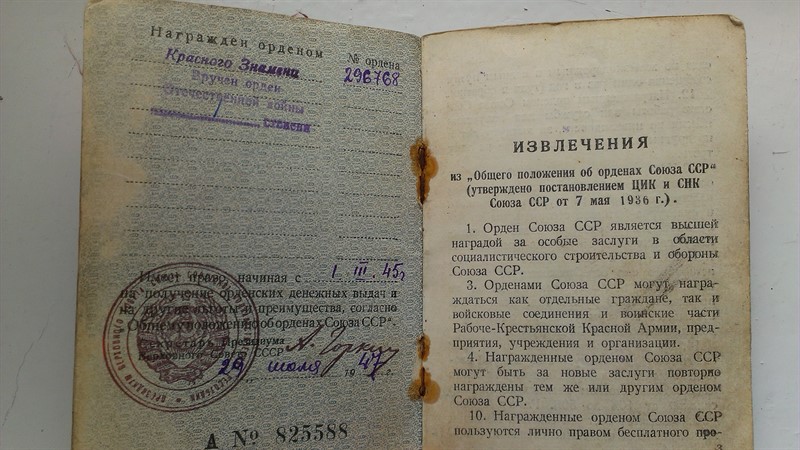 Награжден орденом
№ ордена
Красного Знамени
296768
Вручен орден
Отечественной войны
I
степени
Имеет право, начиная с 1 III. 45г
на получение орденских денежных выдач и
на другие льготы и преимущества, согласно
„Общему положению об орденах Союза ССР“.
Секретарь Президиума
Верховного Совета СССР
А. Горкин
29 июля 1947 г.
А № 825588
ИЗВЛЕЧЕНИЯ
из „Общего положения об орденах Союза ССР“
(утверждено постановлением ЦИК и СНК
Союза ССР от 7 мая 1936 г.).
1. Орден Союза ССР является высшей
наградой за особые заслуги в области
социалистического строительства и обороны
Союза ССР.
3. Орденами Союза ССР могут награ-
ждаться как отдельные граждане, так и
войсковые соединения и воинские части
Рабоче-Крестьянской Красной Армии, пред-
приятия, учреждения и организации.
4. Награжденные орденом Союза ССР
могут быть за новые заслуги повторно
награждены тем же или другим орденом
Союза ССР.
10. Награжденные орденом Союза ССР
пользуются лично правом бесплатного про-
3